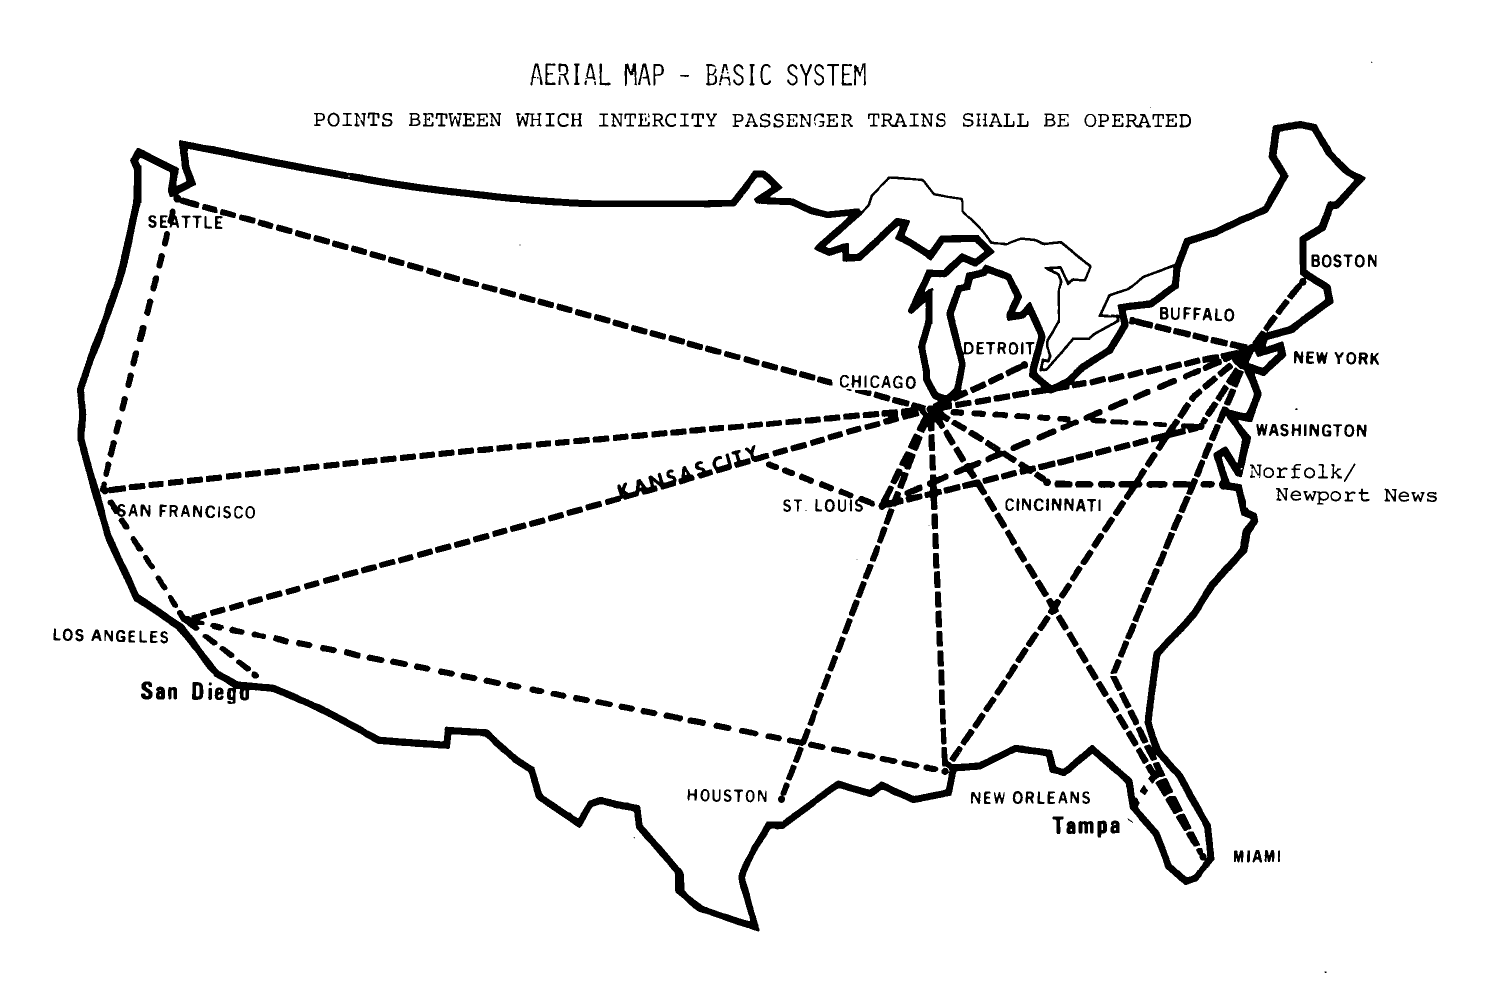 AERIAL MAP - BASIC SYSTEM
POINTS BETWEEN WHICH INTERCITY PASSENGER TRAINS SHALL BE OPERATED
SEATTLE
BOSTON
BUFFALO
DETROIT
NEW YORK
CHICAGO
WASHINGTON
KANSAS CITY
Norfolk/
Newport News
SAN FRANCISCO
ST. LOUIS
CINCINNATI
LOS ANGELES
San Diego
HOUSTON
NEW ORLEANS
Tampa
MIAMI